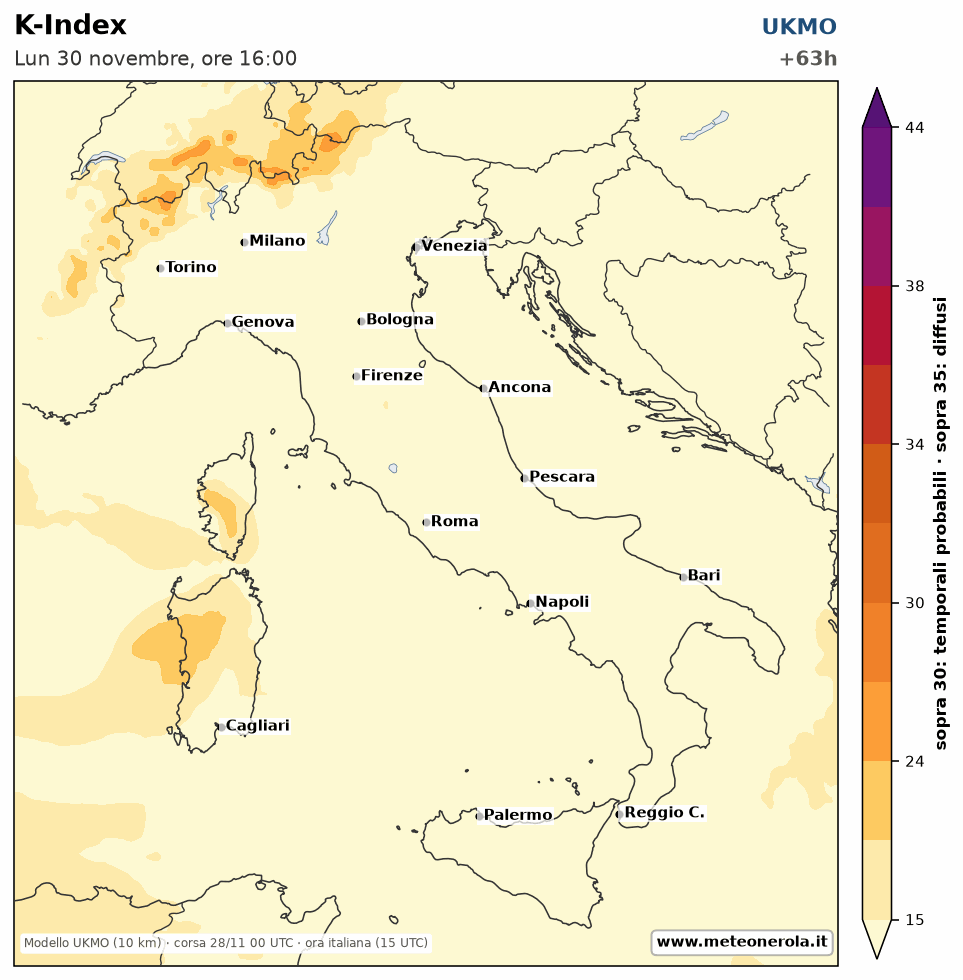 K-Index
UKMO
Lun 30 novembre, ore 16:00
+63h
Milano
Venezia
Torino
Genova
Bologna
Firenze
Ancona
Pescara
Roma
Bari
Napoli
Cagliari
Palermo
Reggio C.
44
38
34
30
24
15
sopra 30: temporali probabili · sopra 35: diffusi
Modello UKMO (10 km) · corsa 28/11 00 UTC · ora italiana (15 UTC)
www.meteonerola.it